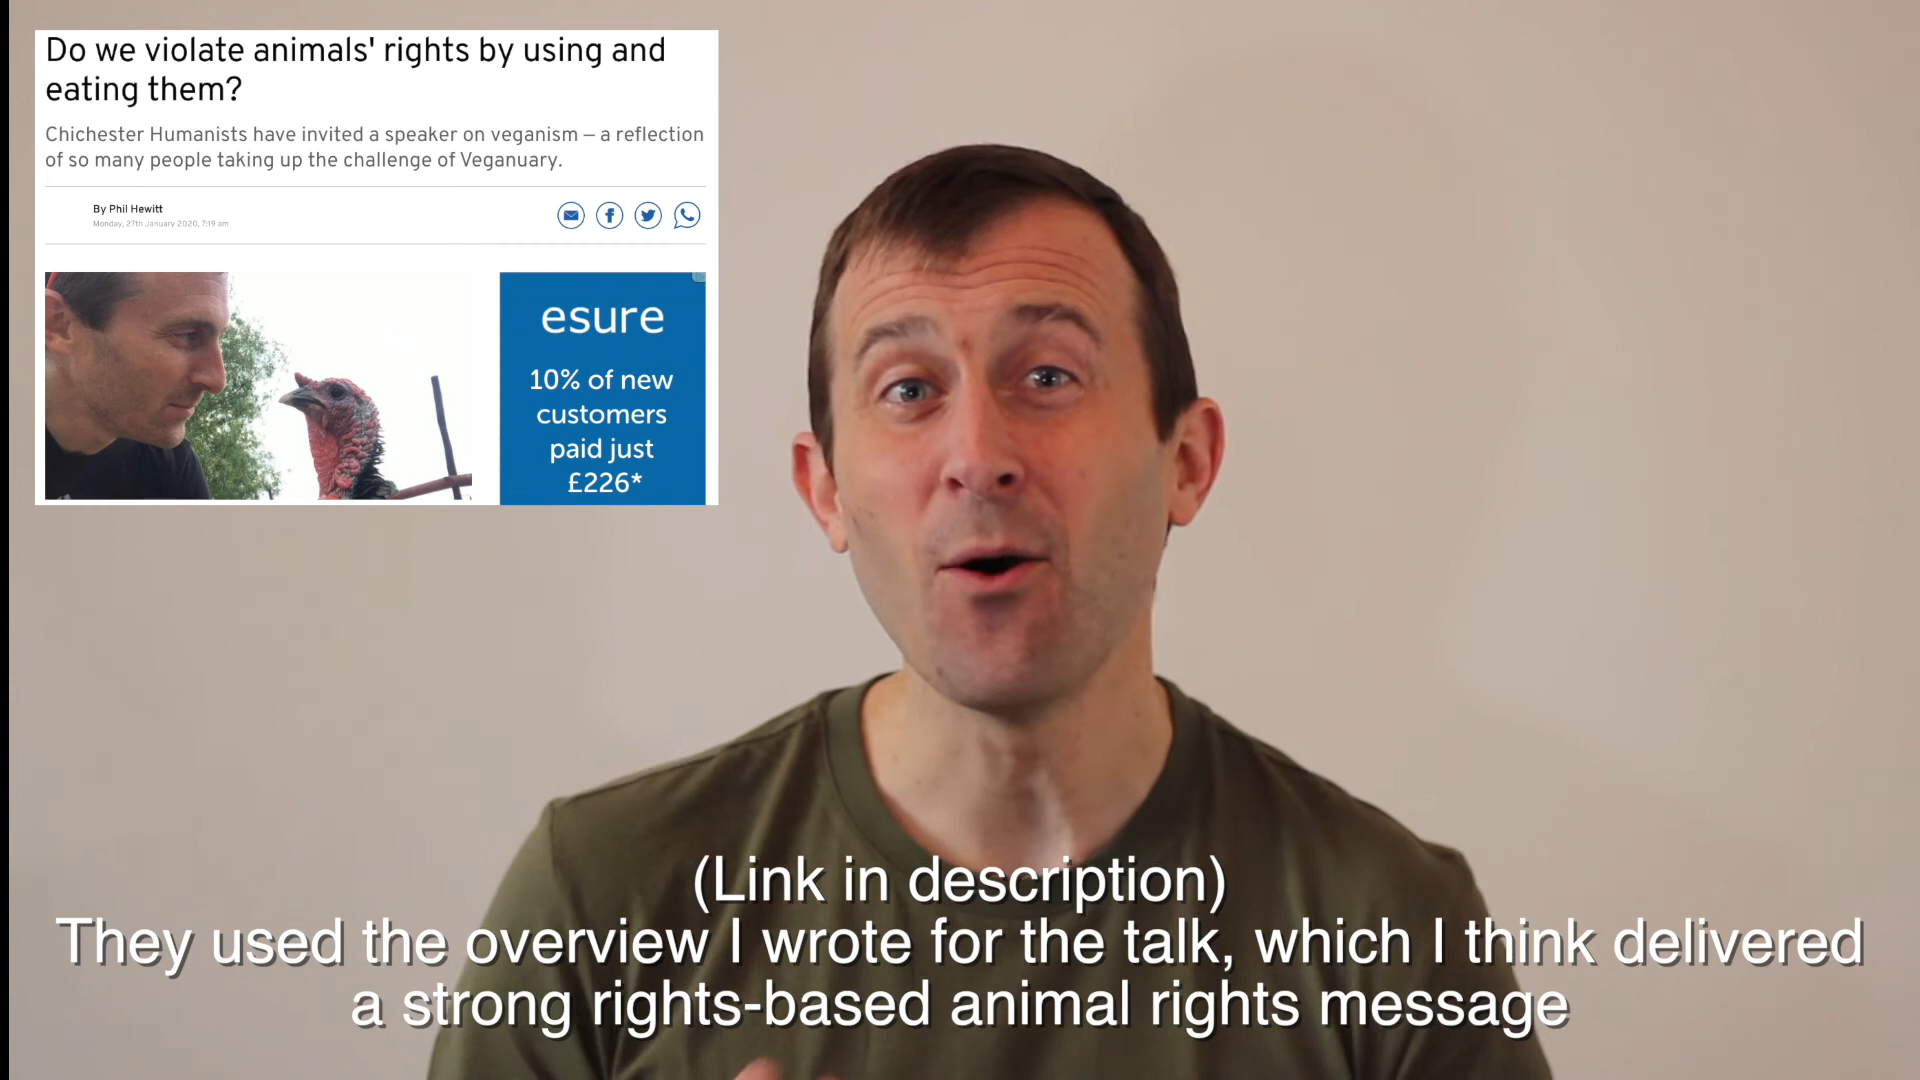 Do we violate animals' rights by using and
eating them?
Chichester Humanists have invited a speaker on veganism – a reflection
of so many people taking up the challenge of Veganuary.
By Phil Hewitt
Monday, 27th January 2020, 7:19 am
esure
10% of new
customers
paid just
£226*
(Link in description)
They used the overview I wrote for the talk, which I think delivered
a strong rights-based animal rights message